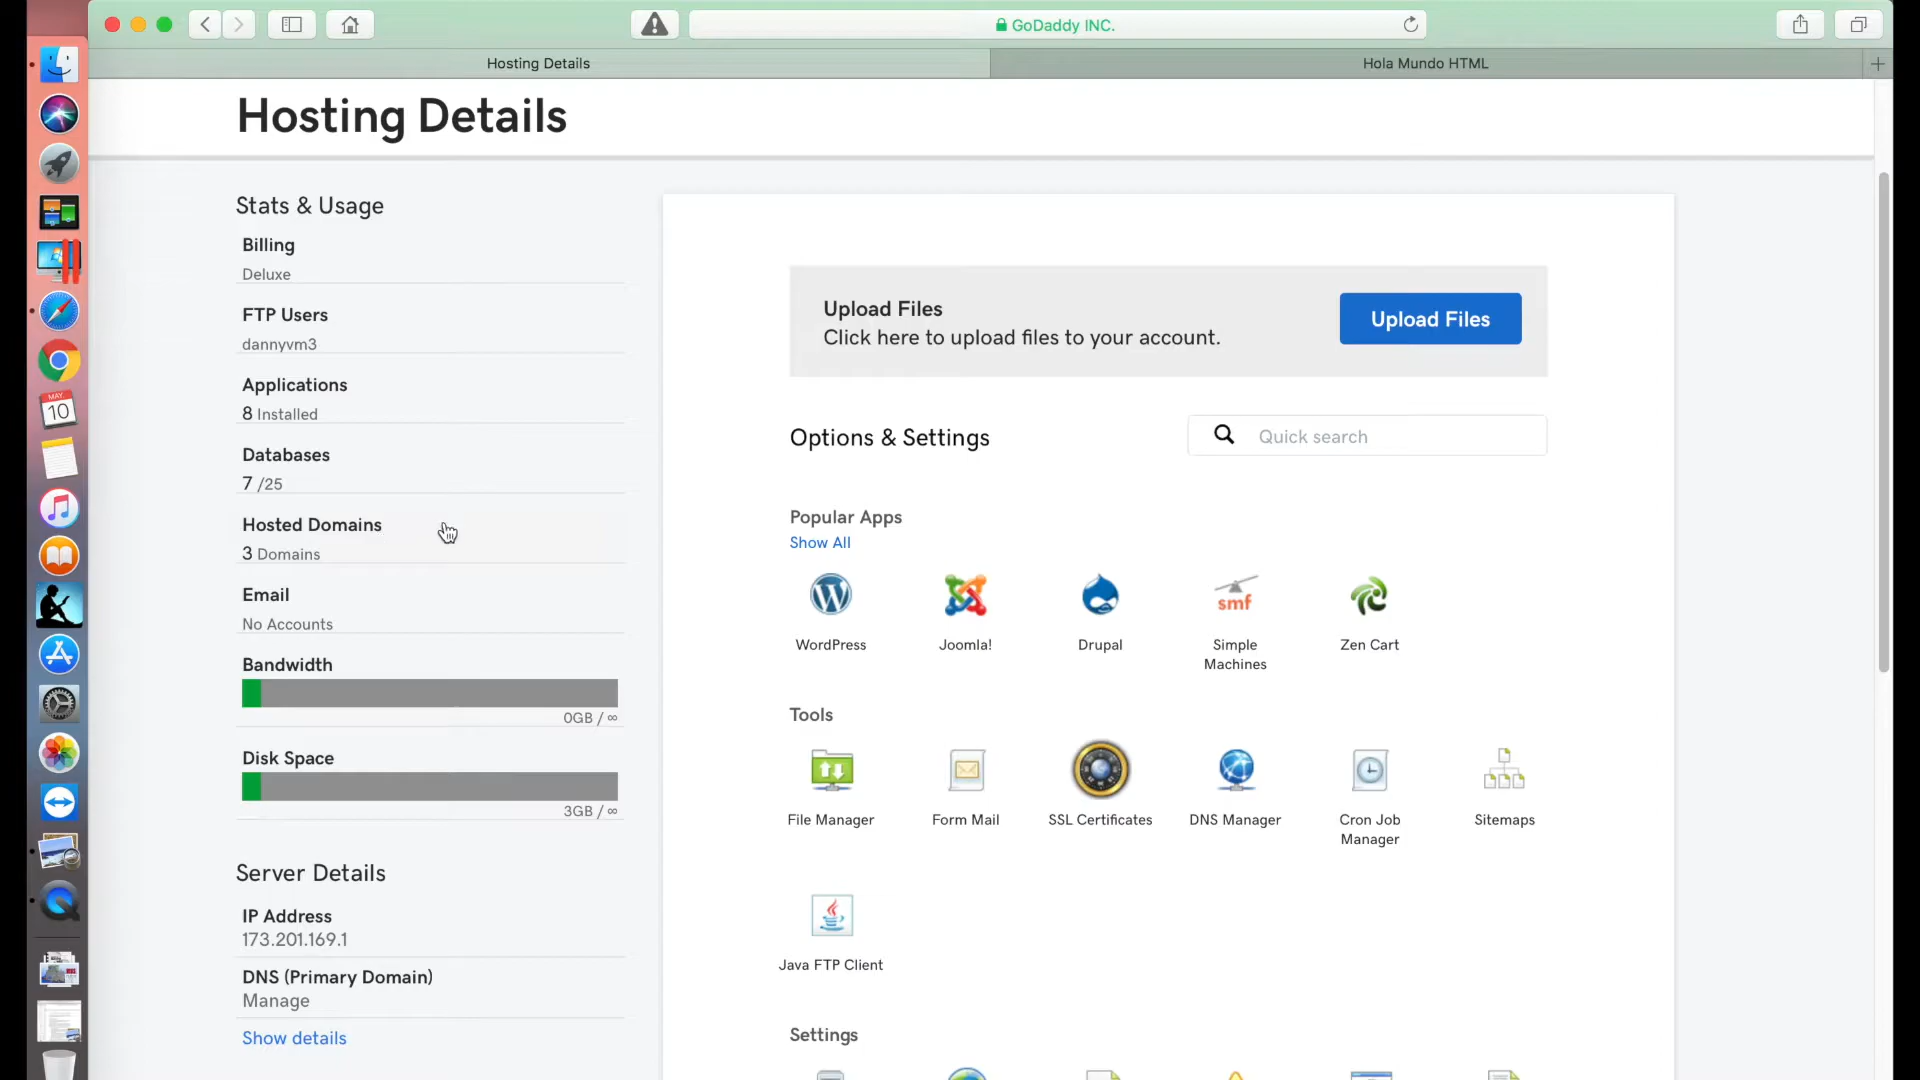 GoDaddy INC.
Hosting Details
Hola Mundo HTML
Hosting Details
Stats & Usage
Billing
Deluxe
FTP Users
dannyvm3
Applications
8 Installed
Databases
7 /25
Hosted Domains
3 Domains
Email
No Accounts
Bandwidth
0GB / ∞
Disk Space
3GB / ∞
Server Details
IP Address
173.201.169.1
DNS (Primary Domain)
Manage
Show details
Upload Files
Click here to upload files to your account.
Upload Files
Options & Settings
Quick search
Popular Apps
Show All
WordPress
Joomla!
Drupal
smf
Simple
Machines
Zen Cart
Tools
File Manager
Form Mail
SSL Certificates
DNS Manager
Cron Job
Manager
Sitemaps
Java FTP Client
Settings
MAY
10